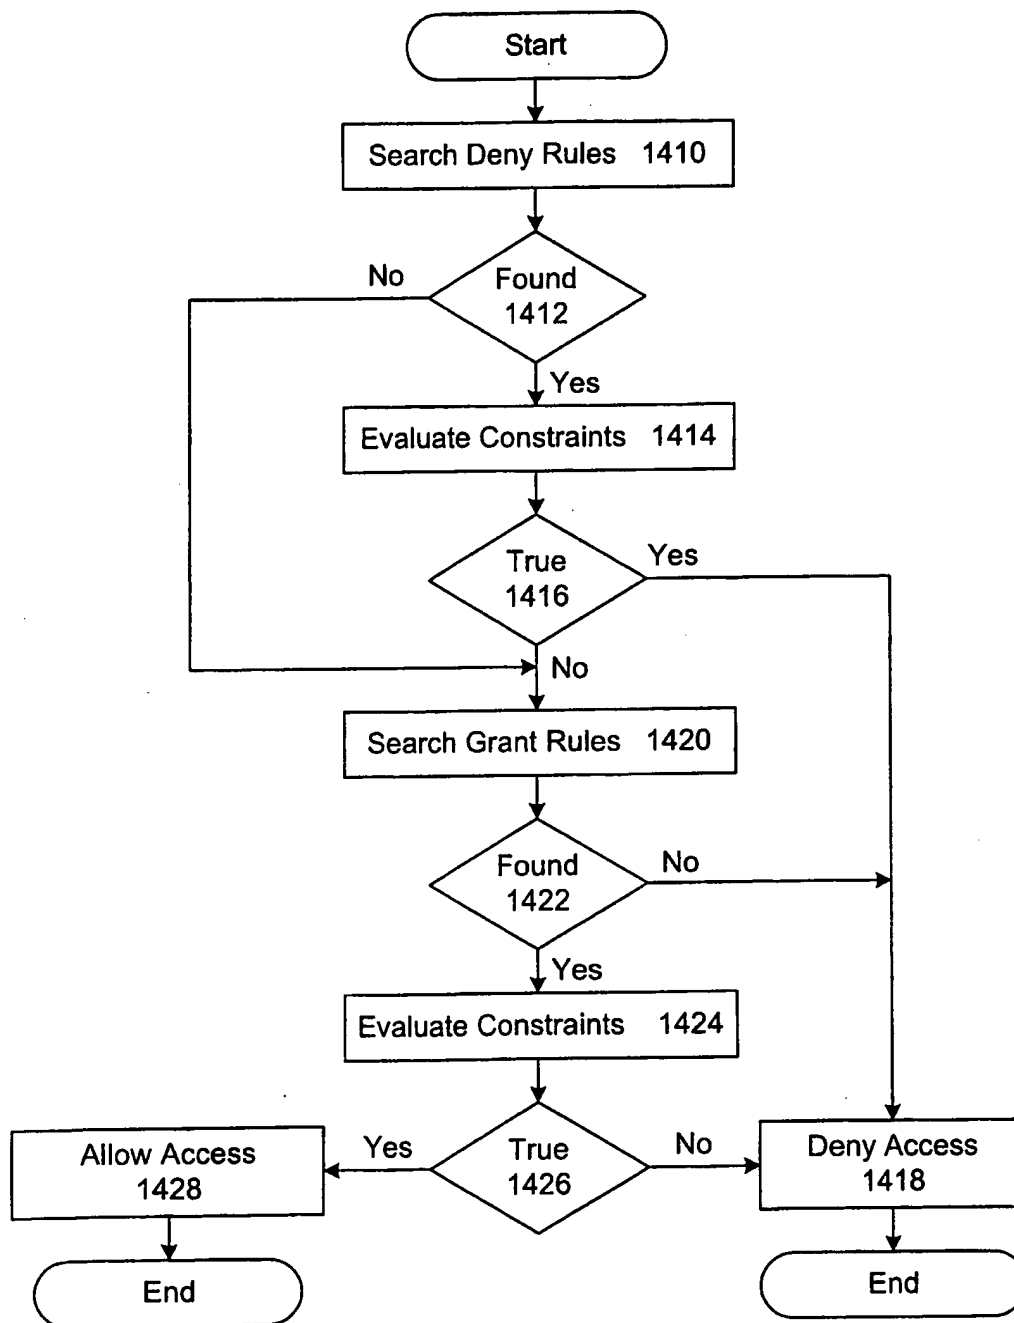 Start
Search Deny Rules 1410
No
Found
1412
Yes
Evaluate Constraints 1414
True
1416
Yes
No
Search Grant Rules 1420
Found
1422
No
Yes
Evaluate Constraints 1424
Allow Access
1428
Yes
True
1426
No
Deny Access
1418
End
End